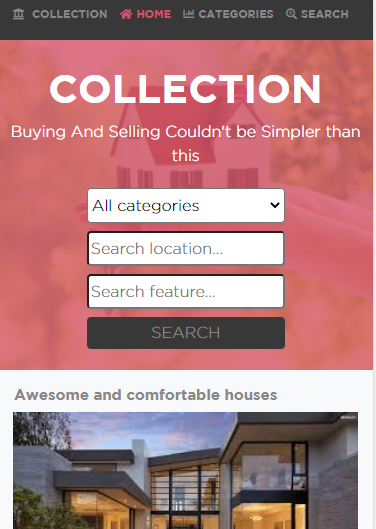 COLLECTION HOME CATEGORIES SEARCH
COLLECTION
Buying And Selling Couldn't be Simpler than
this
All categories
Search location...
Search feature...
SEARCH
Awesome and comfortable houses